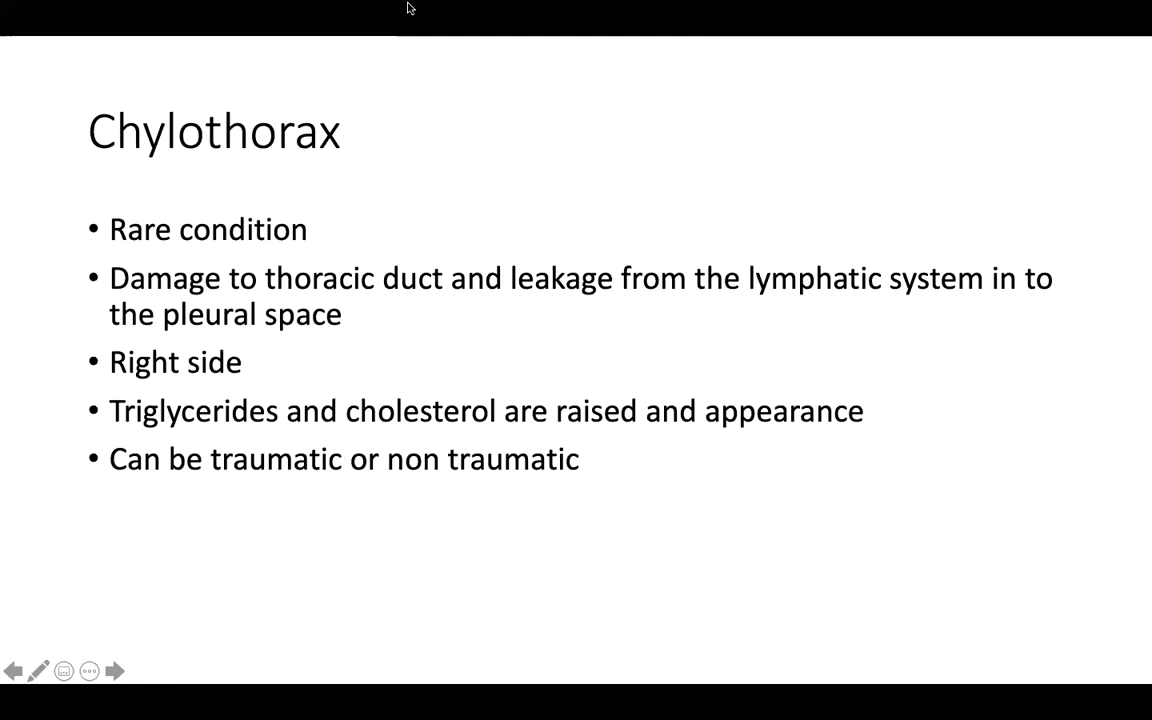 Chylothorax
• Rare condition
• Damage to thoracic duct and leakage from the lymphatic system in to
the pleural space
• Right side
• Triglycerides and cholesterol are raised and appearance
• Can be traumatic or non traumatic